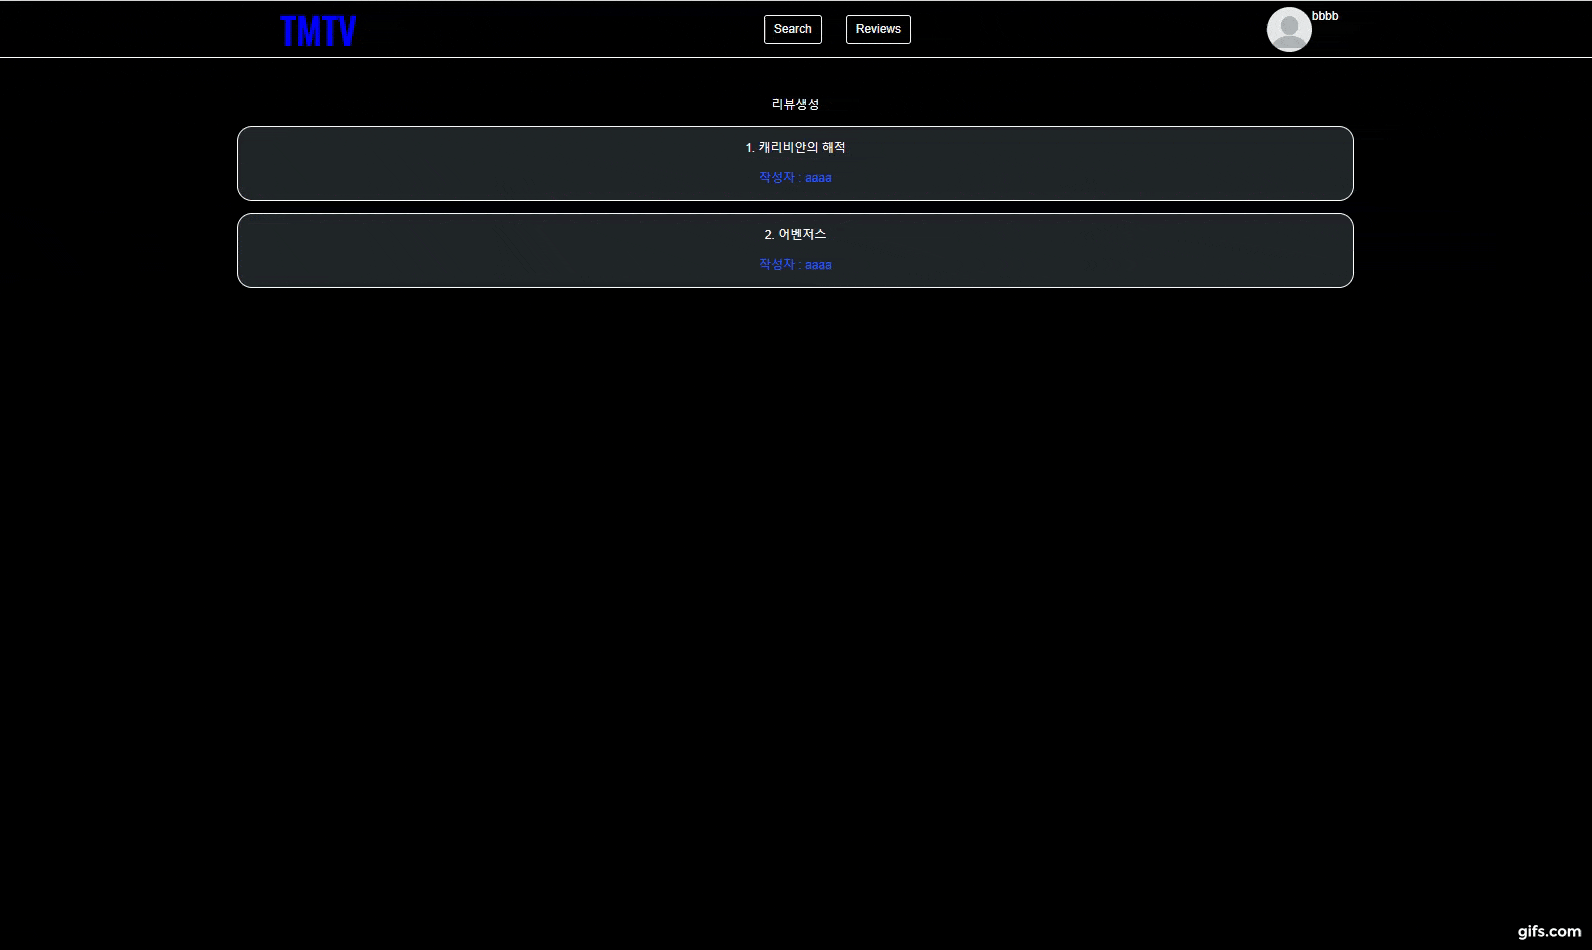 TMTV
Search
Reviews
bbbb
리뷰생성
1. 캐리비안의 해적
작성자 : aaaa
2. 어벤저스
작성자 : aaaa
gifs.com